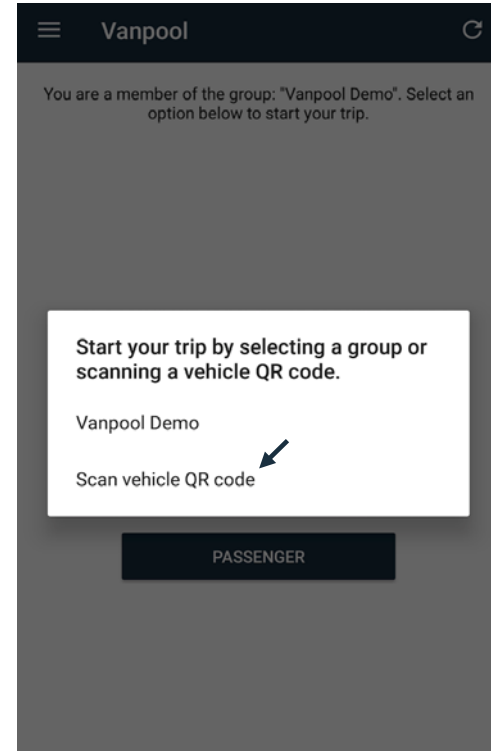 Vanpool
You are a member of the group: "Vanpool Demo". Select an
option below to start your trip.
Start your trip by selecting a group or
scanning a vehicle QR code.
Vanpool Demo
Scan vehicle QR code
PASSENGER